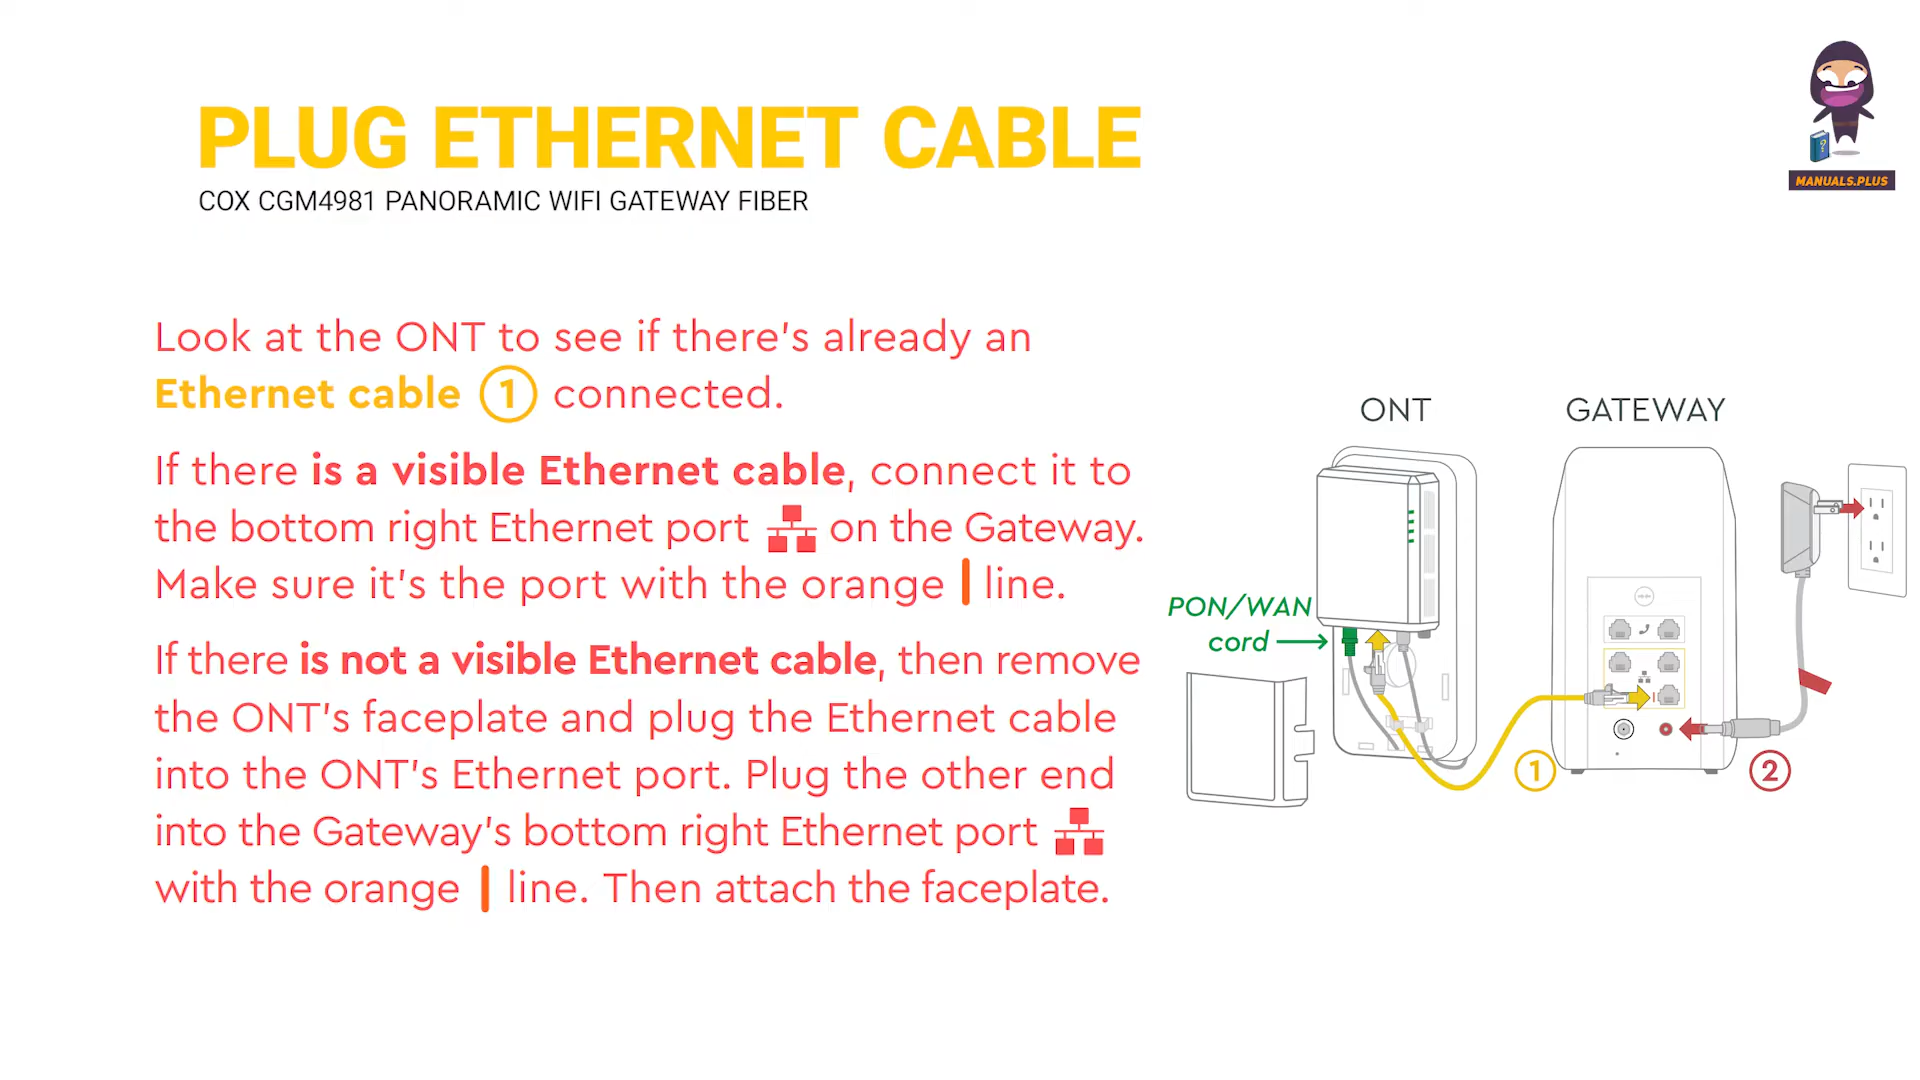 PLUG ETHERNET CABLE
COX CGM4981 PANORAMIC WIFI GATEWAY FIBER
MANUALS.PLUS
Look at the ONT to see if there's already an
Ethernet cable 1 connected.
If there is a visible Ethernet cable, connect it to
the bottom right Ethernet port on the Gateway.
Make sure it's the port with the orange line.
If there is not a visible Ethernet cable, then remove
the ONT's faceplate and plug the Ethernet cable
into the ONT's Ethernet port. Plug the other end
into the Gateway's bottom right Ethernet port
with the orange line. Then attach the faceplate.
ONT
GATEWAY
PON/WAN
cord
1
2